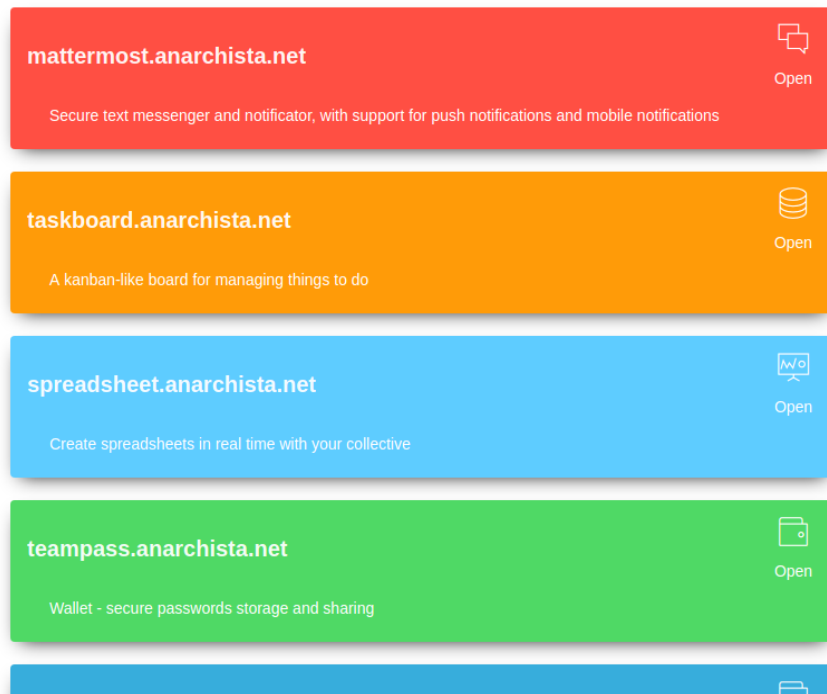 mattermost.anarchista.net
Open
Secure text messenger and notificator, with support for push notifications and mobile notifications
taskboard.anarchista.net
Open
A kanban-like board for managing things to do
spreadsheet.anarchista.net
Open
Create spreadsheets in real time with your collective
teampass.anarchista.net
Open
Wallet - secure passwords storage and sharing